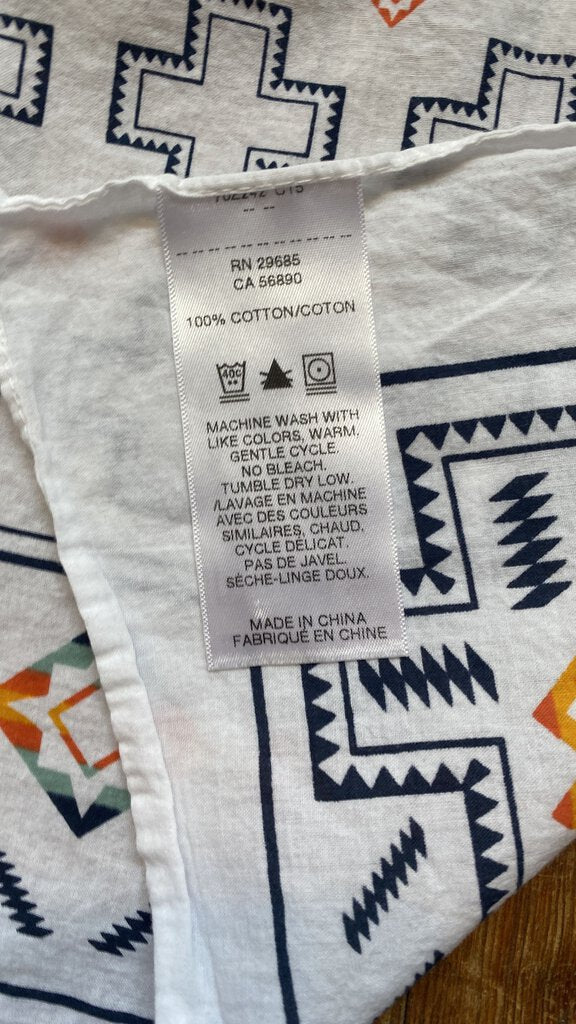 -- --
RN 29685
CA 56890
100% COTTON/COTON
40C
MACHINE WASH WITH
LIKE COLORS, WARM.
GENTLE CYCLE.
NO BLEACH.
TUMBLE DRY LOW.
/LAVAGE EN MACHINE
AVEC DES COULEURS
SIMILAIRES, CHAUD.
CYCLE DÉLICAT.
PAS DE JAVEL.
SÈCHE-LINGE DOUX.
MADE IN CHINA
FABRIQUÉ EN CHINE